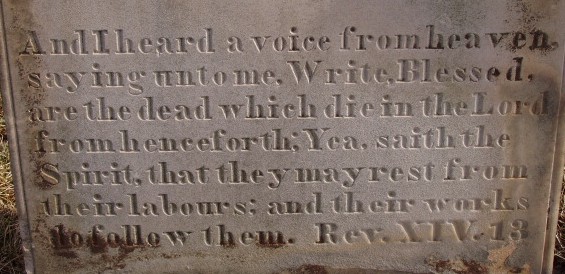 And I heard a voice from heaven,
saying unto me, Write, Blessed,
are the dead which die in the Lord
from henceforth; Yea, saith the
Spirit, that they may rest from
their labours; and their works
do follow them. Rev. XIV. 13